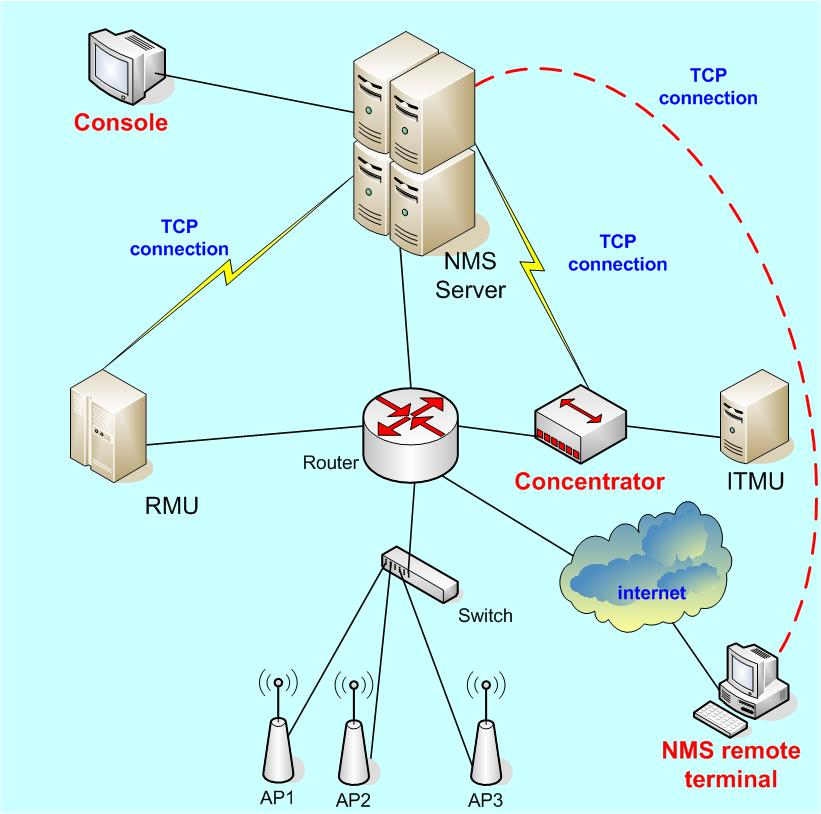 TCP
connection
Console
TCP
connection
TCP
connection
NMS
Server
Router
Concentrator
ITMU
RMU
internet
Switch
NMS remote
terminal
AP1
AP2
AP3